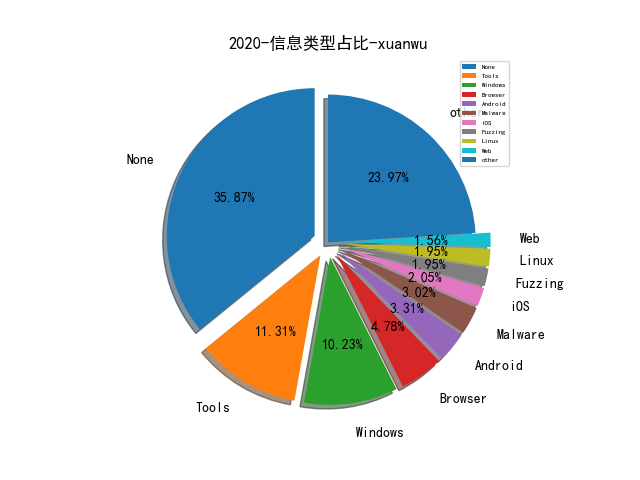 2020-信息类型占比-xuanwu
None
Tools
Windows
Browser
Android
Malware
iOS
Fuzzing
Linux
Web
other
other
None
Tools
Windows
Browser
Android
Malware
iOS
Fuzzing
Linux
Web
35.87%
11.31%
10.23%
4.78%
3.31%
3.02%
2.05%
1.95%
1.95%
1.56%
23.97%